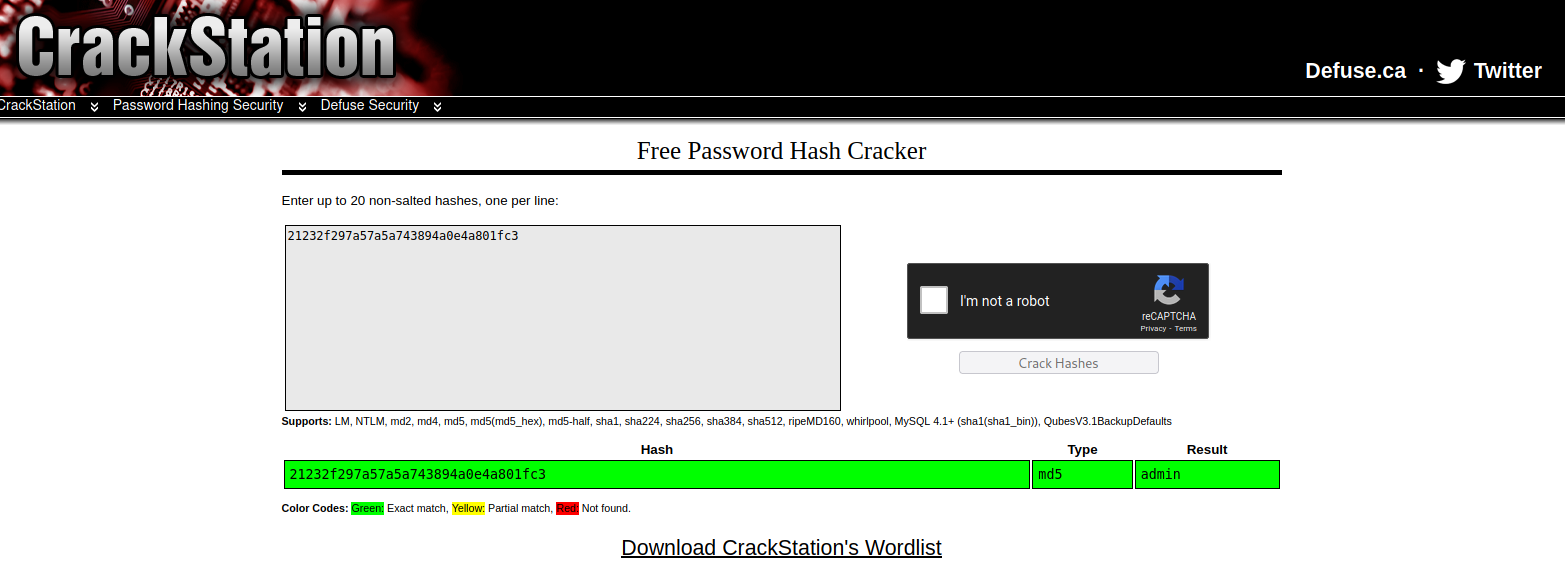 CrackStation
Defuse.ca · Twitter
CrackStation Password Hashing Security Defuse Security
Free Password Hash Cracker
Enter up to 20 non-salted hashes, one per line:
21232f297a57a5a743894a0e4a801fc3
I'm not a robot
reCAPTCHA
Privacy - Terms
Crack Hashes
Supports: LM, NTLM, md2, md4, md5, md5(md5_hex), md5-half, sha1, sha224, sha256, sha384, sha512, ripeMD160, whirlpool, MySQL 4.1+ (sha1(sha1_bin)), QubesV3.1BackupDefaults
Hash Type Result
21232f297a57a5a743894a0e4a801fc3 md5 admin
Color Codes: Green: Exact match, Yellow: Partial match, Red: Not found.
Download CrackStation's Wordlist